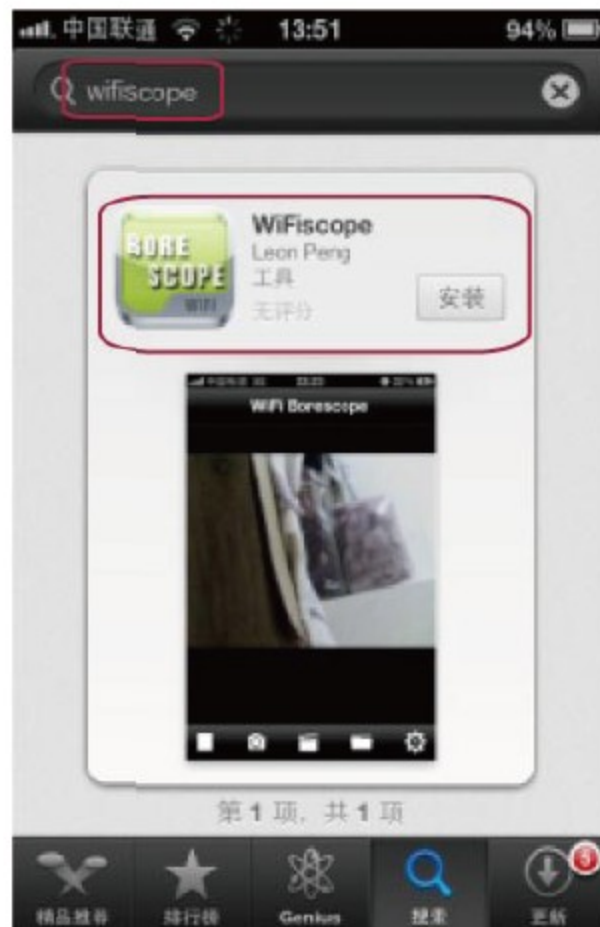 中国联通 13:51 94%
wifiscope
BORE
SCOPE
WIFI
WiFiscope
Leon Peng
工具
无评分
安装
WiFi Borescope
第 1 项，共 1 项
精品推荐 排行榜 Genius 搜索 更新